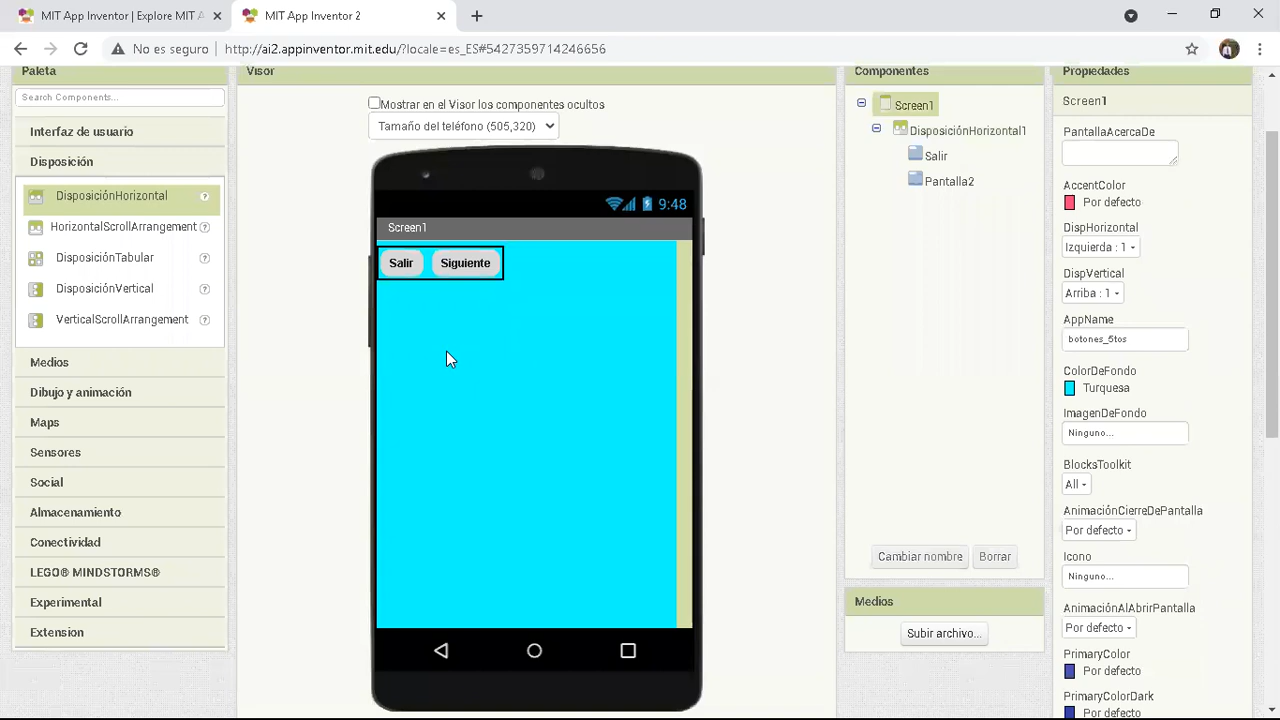 MIT App Inventor | Explore MIT A
MIT App Inventor 2
No es seguro
http://ai2.appinventor.mit.edu/?locale=es_ES#5427359714246656
Paleta
Search Components...
Interfaz de usuario
Disposición
DisposiciónHorizontal
HorizontalScrollArrangement
DisposiciónTabular
DisposiciónVertical
VerticalScrollArrangement
Medios
Dibujo y animación
Maps
Sensores
Social
Almacenamiento
Conectividad
LEGO® MINDSTORMS®
Experimental
Extension
Visor
Mostrar en el Visor los componentes ocultos
Tamaño del teléfono (505,320)
9:48
Screen1
Salir
Siguiente
Componentes
Screen1
DisposiciónHorizontal1
Salir
Pantalla2
Cambiar nombre
Borrar
Medios
Subir archivo...
Propiedades
Screen1
PantallaAcercaDe
AccentColor
Por defecto
DispHorizontal
Izquierda : 1
DispVertical
Arriba : 1
AppName
botones_5tos
ColorDeFondo
Turquesa
ImagenDeFondo
Ninguno...
BlocksToolkit
All
AnimaciónCierreDePantalla
Por defecto
Icono
Ninguno...
AnimaciónAlAbrirPantalla
Por defecto
PrimaryColor
Por defecto
PrimaryColorDark
Por defecto